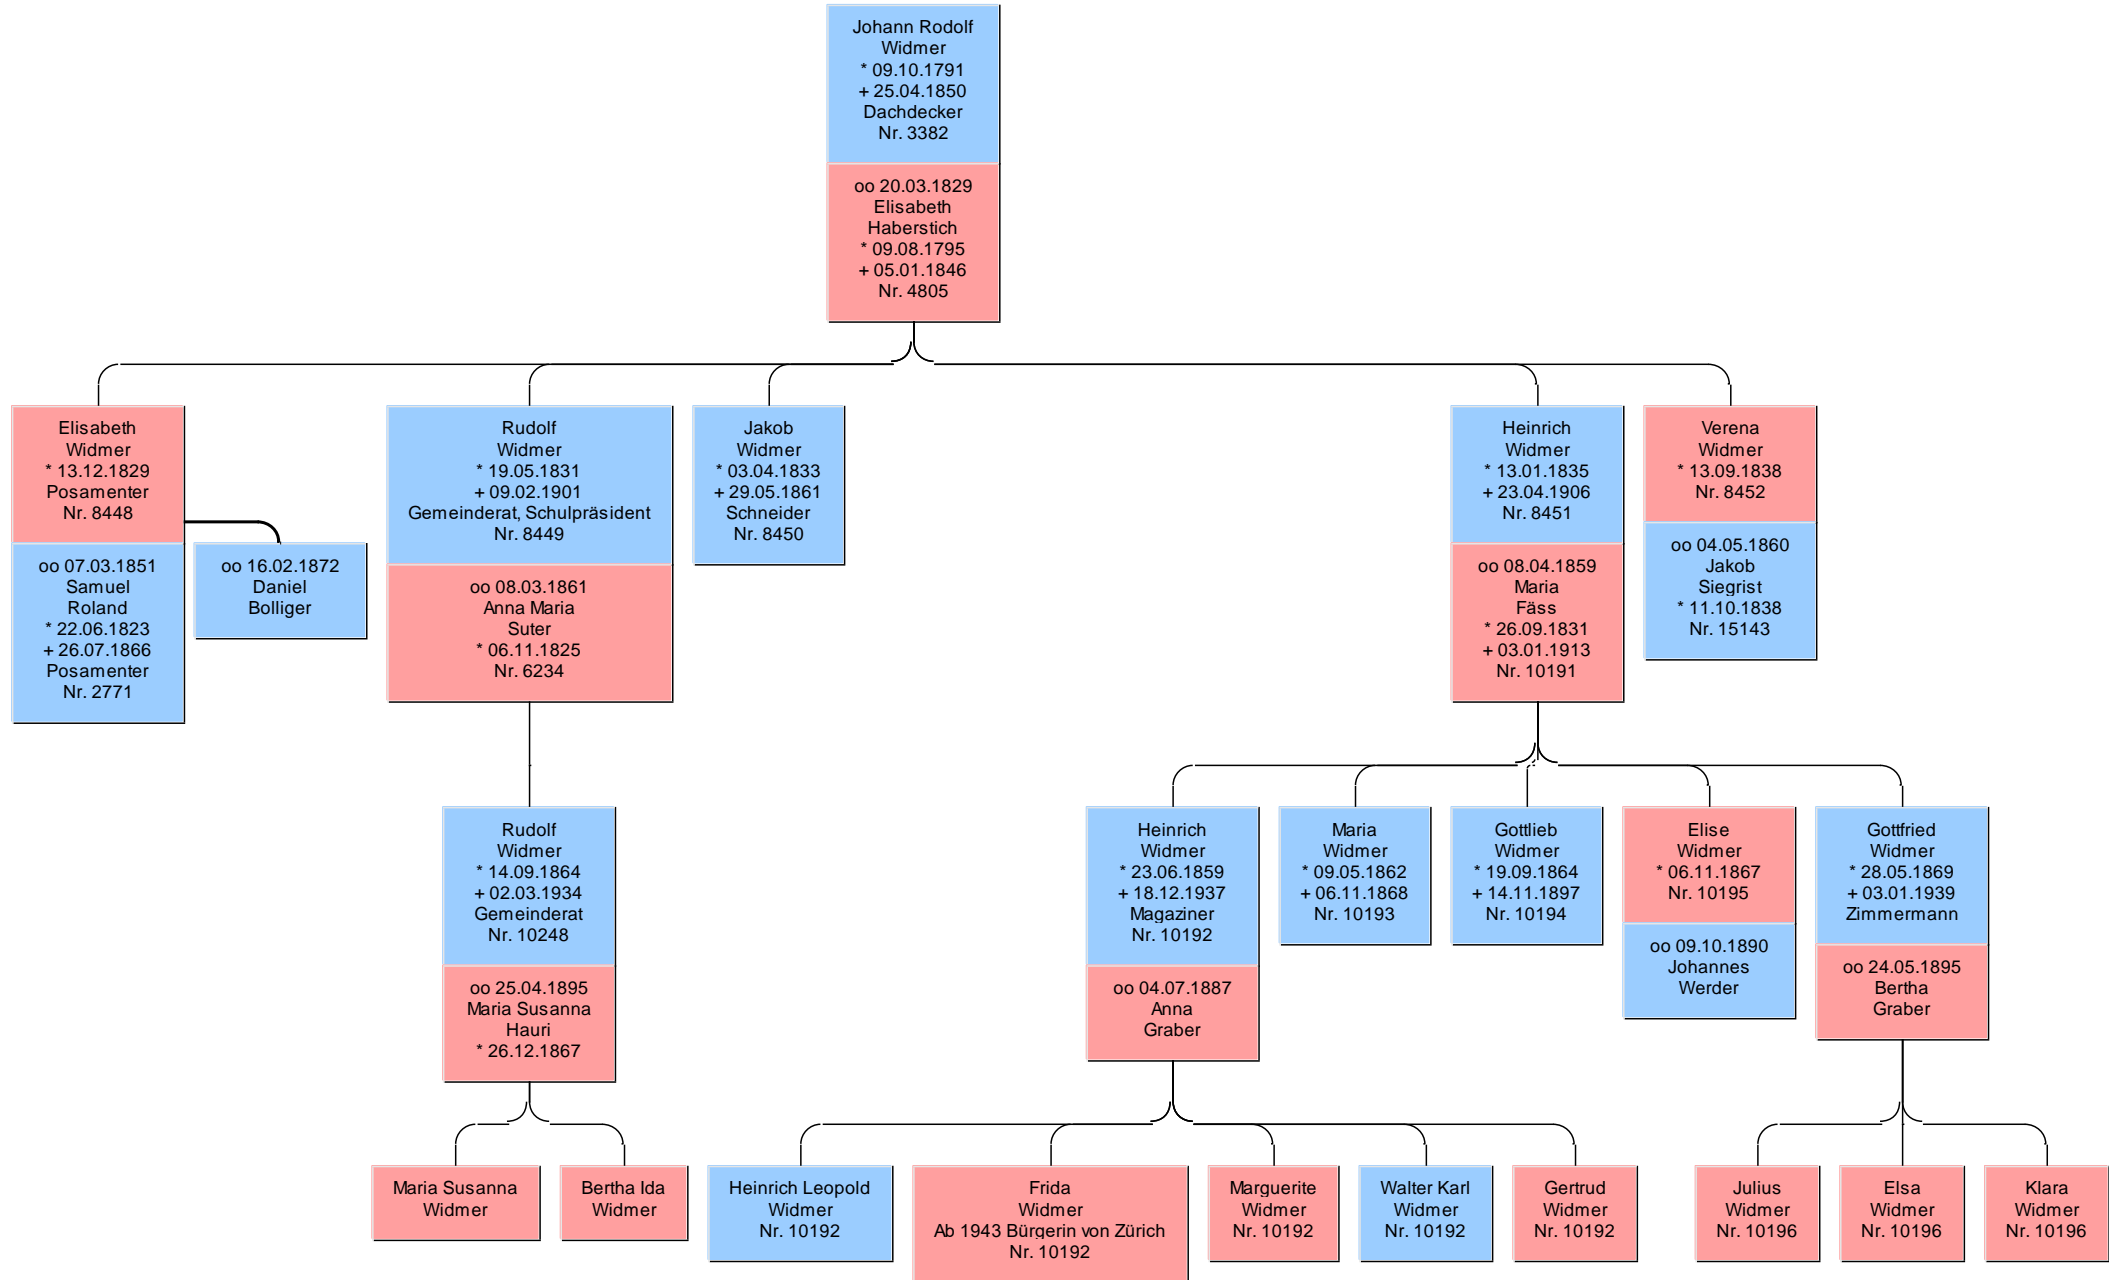 Johann Rodolf
Widmer
* 09.10.1791
+ 25.04.1850
Dachdecker
Nr. 3382
oo 20.03.1829
Elisabeth
Haberstich
* 09.08.1795
+ 05.01.1846
Nr. 4805
Elisabeth
Widmer
* 13.12.1829
Posamenter
Nr. 8448
oo 07.03.1851
Samuel
Roland
* 22.06.1823
+ 26.07.1866
Posamenter
Nr. 2771
oo 16.02.1872
Daniel
Bolliger
Rudolf
Widmer
* 19.05.1831
+ 09.02.1901
Gemeinderat, Schulpräsident
Nr. 8449
oo 08.03.1861
Anna Maria
Suter
* 06.11.1825
Nr. 6234
Jakob
Widmer
* 03.04.1833
+ 29.05.1861
Schneider
Nr. 8450
Heinrich
Widmer
* 13.01.1835
+ 23.04.1906
Nr. 8451
oo 08.04.1859
Maria
Fäss
* 26.09.1831
+ 03.01.1913
Nr. 10191
Verena
Widmer
* 13.09.1838
Nr. 8452
oo 04.05.1860
Jakob
Siegrist
* 11.10.1838
Nr. 15143
Rudolf
Widmer
* 14.09.1864
+ 02.03.1934
Gemeinderat
Nr. 10248
oo 25.04.1895
Maria Susanna
Hauri
* 26.12.1867
Heinrich
Widmer
* 23.06.1859
+ 18.12.1937
Magaziner
Nr. 10192
oo 04.07.1887
Anna
Graber
Maria
Widmer
* 09.05.1862
+ 06.11.1868
Nr. 10193
Gottlieb
Widmer
* 19.09.1864
+ 14.11.1897
Nr. 10194
Elise
Widmer
* 06.11.1867
Nr. 10195
oo 09.10.1890
Johannes
Werder
Gottfried
Widmer
* 28.05.1869
+ 03.01.1939
Zimmermann
oo 24.05.1895
Bertha
Graber
Maria Susanna
Widmer
Bertha Ida
Widmer
Heinrich Leopold
Widmer
Nr. 10192
Frida
Widmer
Ab 1943 Bürgerin von Zürich
Nr. 10192
Marguerite
Widmer
Nr. 10192
Walter Karl
Widmer
Nr. 10192
Gertrud
Widmer
Nr. 10192
Julius
Widmer
Nr. 10196
Elsa
Widmer
Nr. 10196
Klara
Widmer
Nr. 10196